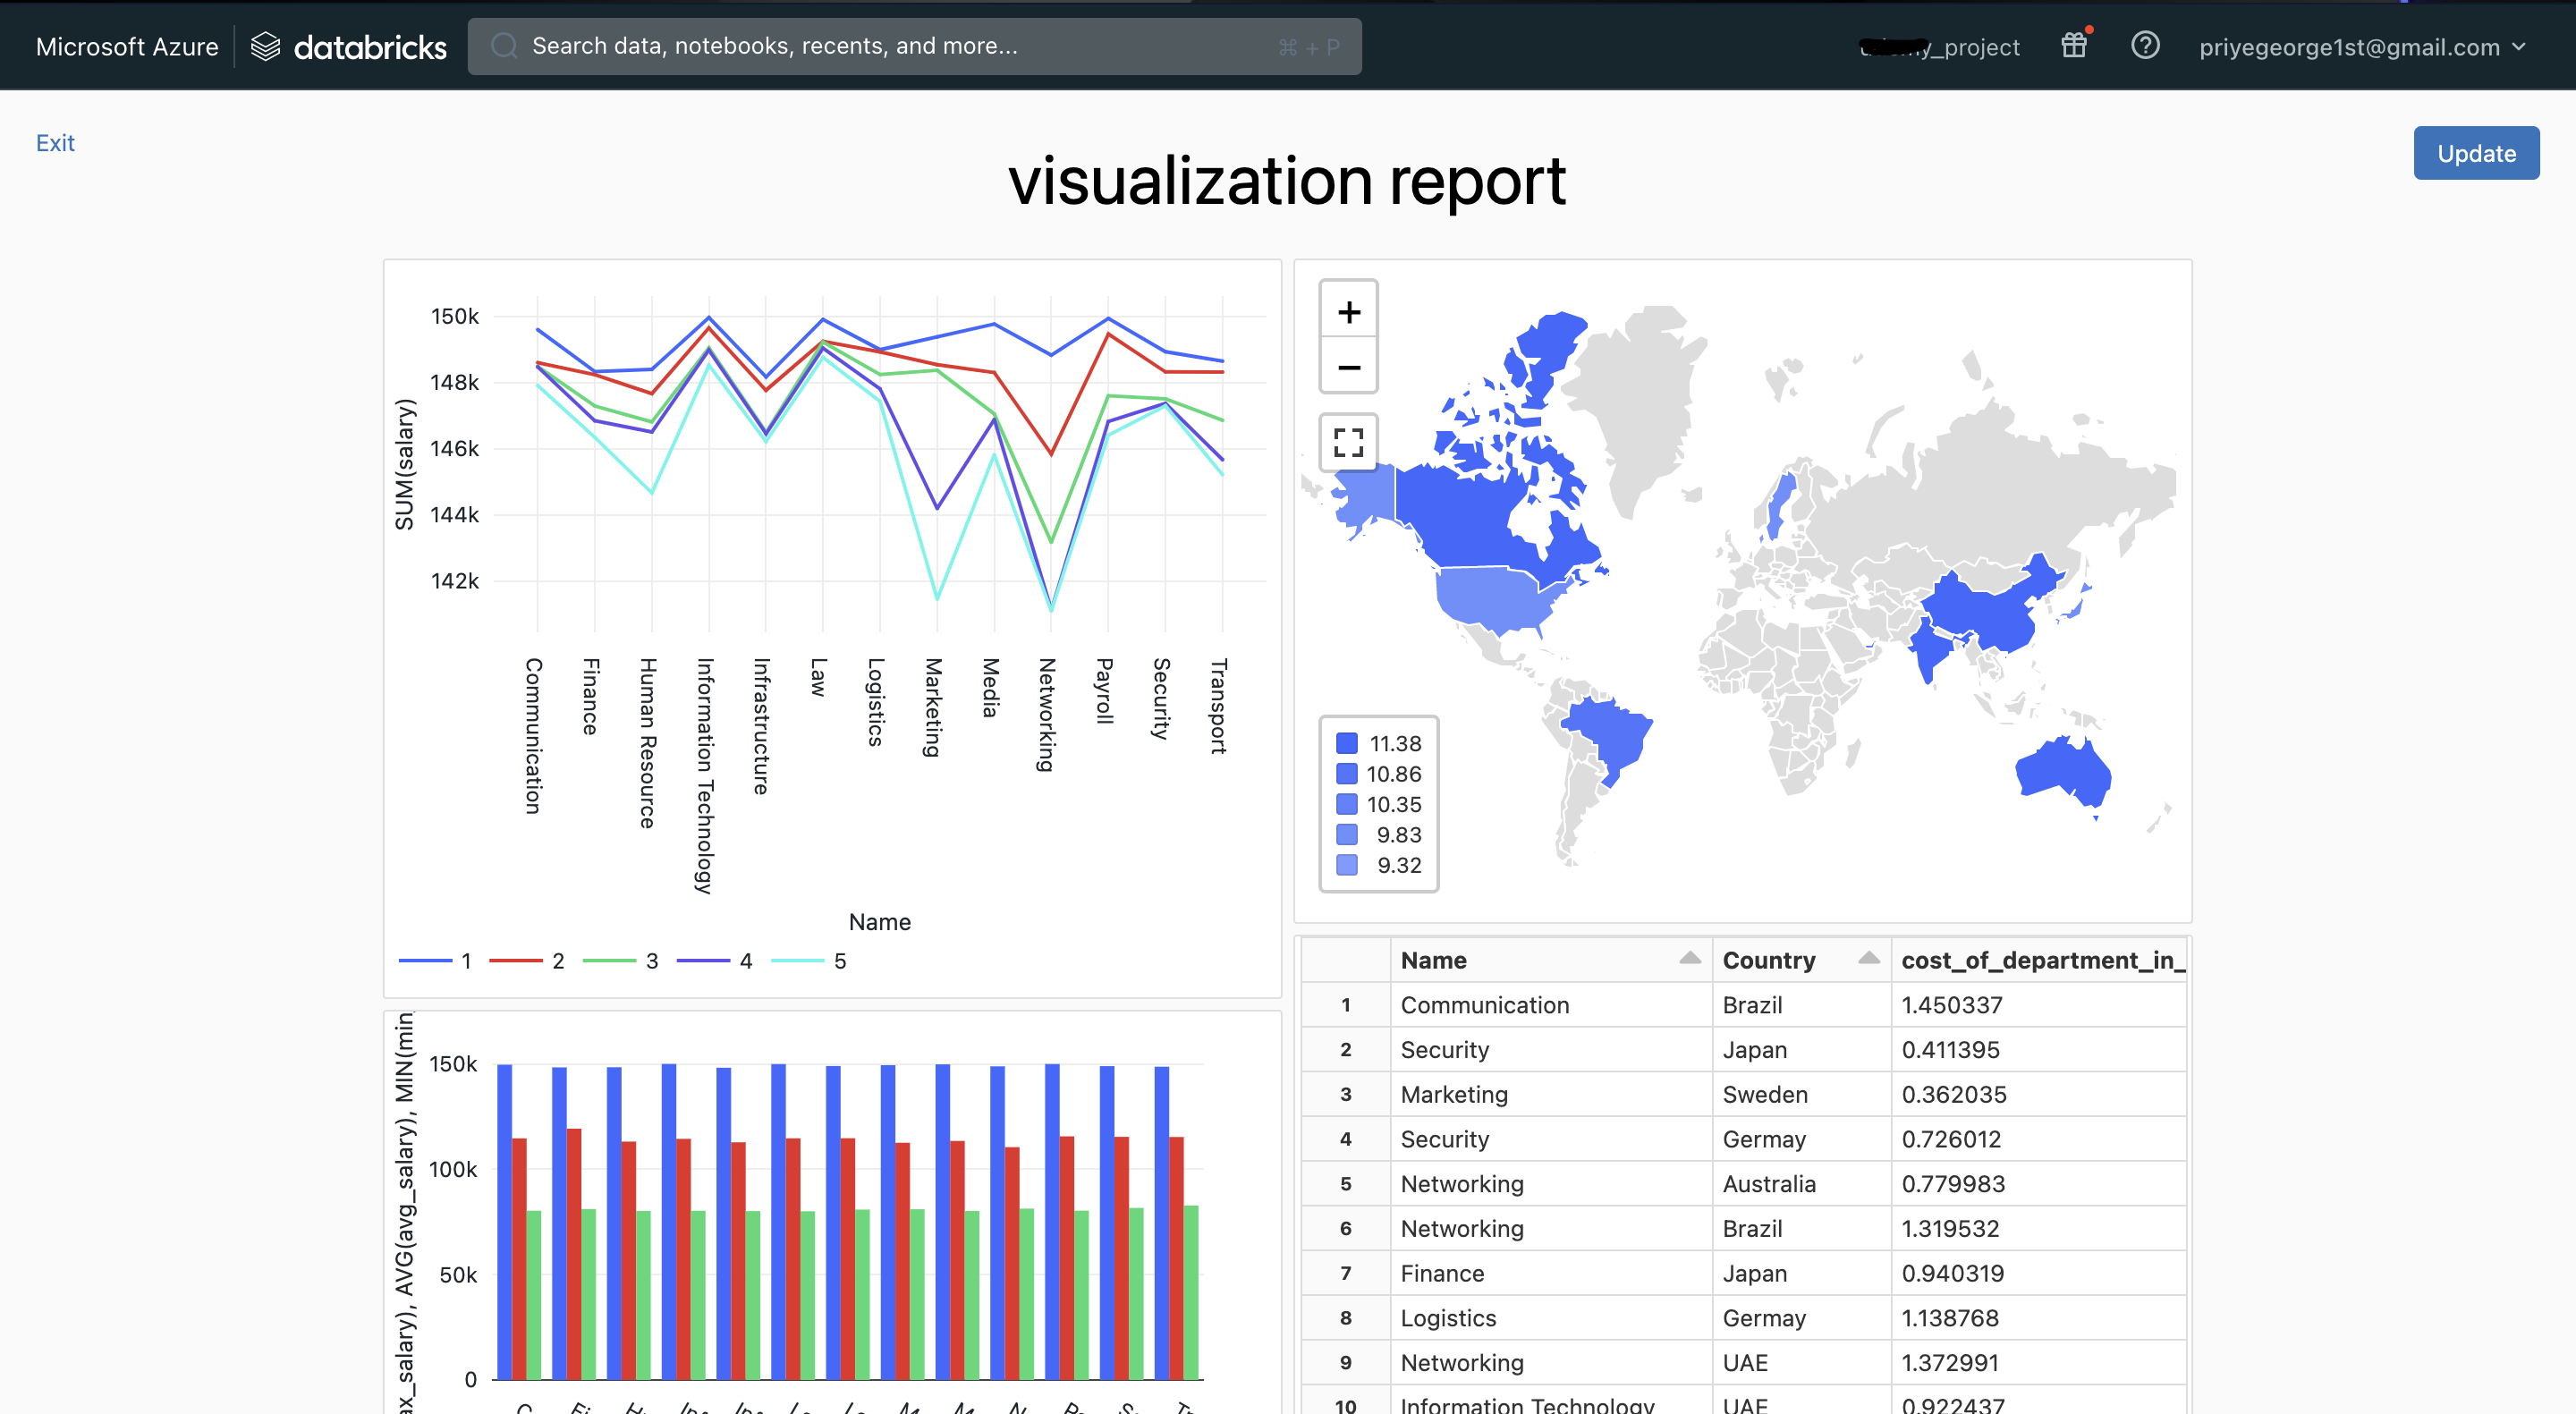 Microsoft Azure databricks Search data, notebooks, recents, and more... ⌘ + P y_project priyegeorge1st@gmail.com
Exit
Update
visualization report
150k
148k
146k
144k
142k
SUM(salary)
Communication
Finance
Human Resource
Information Technology
Infrastructure
Law
Logistics
Marketing
Media
Networking
Payroll
Security
Transport
Name
1 2 3 4 5
+
−
11.38
10.86
10.35
9.83
9.32
Name Country cost_of_department_in_
1 Communication Brazil 1.450337
2 Security Japan 0.411395
3 Marketing Sweden 0.362035
4 Security Germay 0.726012
5 Networking Australia 0.779983
6 Networking Brazil 1.319532
7 Finance Japan 0.940319
8 Logistics Germay 1.138768
9 Networking UAE 1.372991
10 Information Technology UAE 0.922437
ax_salary), AVG(avg_salary), MIN(min
150k
100k
50k
0